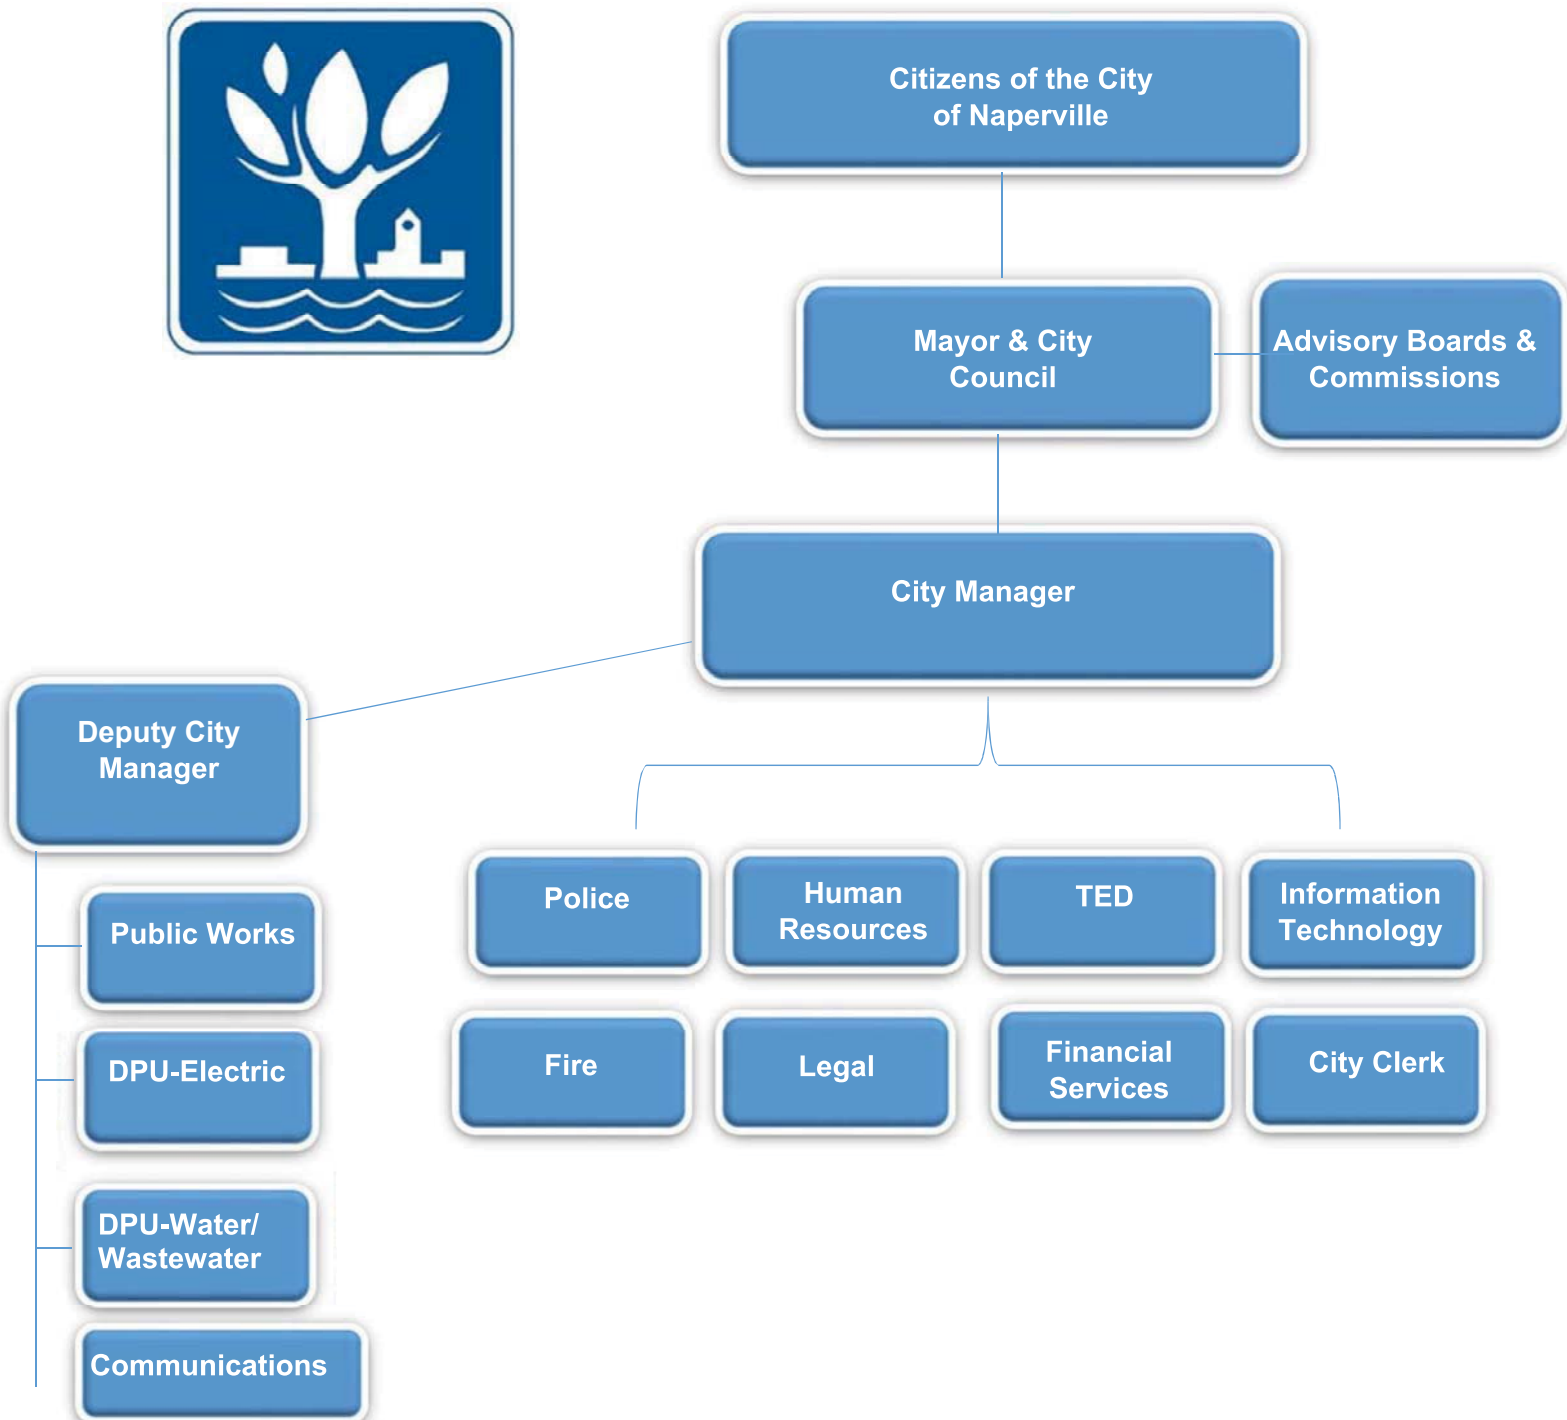 Citizens of the City
of Naperville
Mayor & City
Council
Advisory Boards &
Commissions
City Manager
Deputy City
Manager
Public Works
DPU-Electric
DPU-Water/
Wastewater
Communications
Police
Human
Resources
TED
Information
Technology
Fire
Legal
Financial
Services
City Clerk